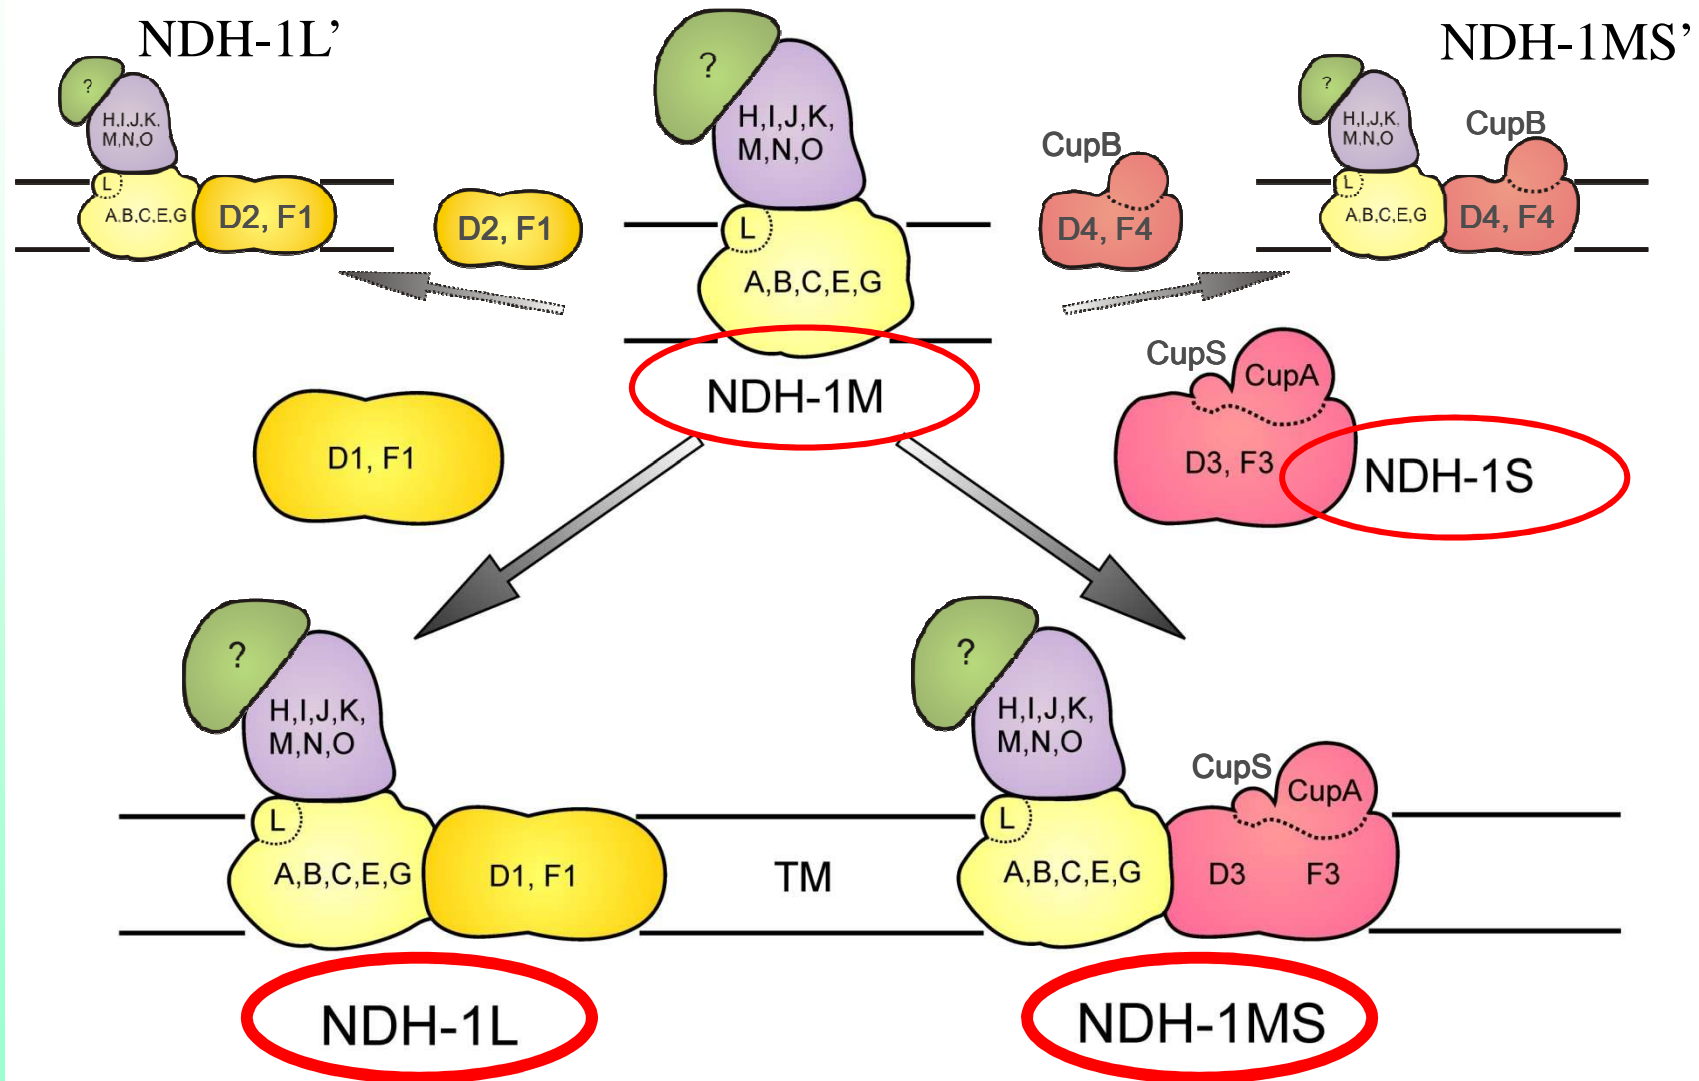 NDH-1L’
?
H,I,J,K,
M,N,O
L
A,B,C,E,G
D2, F1
D2, F1
?
H,I,J,K,
M,N,O
L
A,B,C,E,G
NDH-1M
CupB
D4, F4
NDH-1MS’
?
H,I,J,K,
M,N,O
L
A,B,C,E,G
CupB
D4, F4
D1, F1
CupS
CupA
D3, F3
NDH-1S
?
H,I,J,K,
M,N,O
L
A,B,C,E,G
D1, F1
TM
?
H,I,J,K,
M,N,O
L
A,B,C,E,G
CupS
CupA
D3 F3
NDH-1L
NDH-1MS